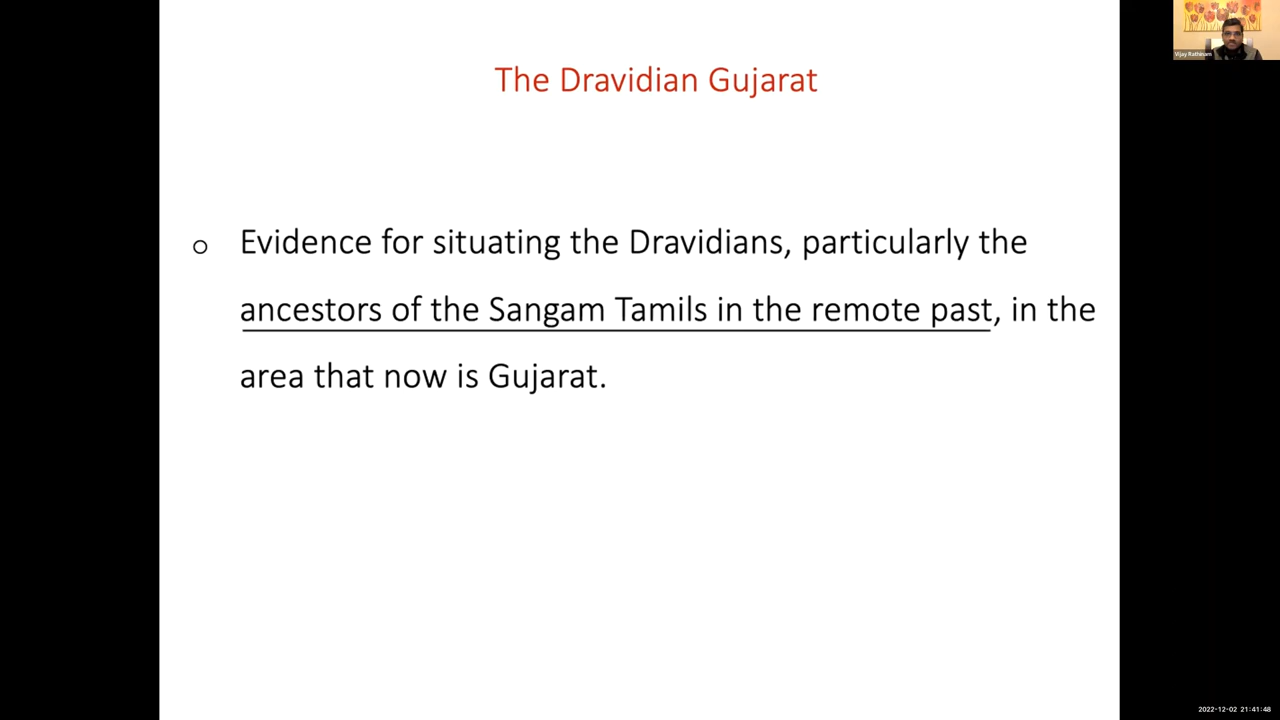 Vijay Rathinam
The Dravidian Gujarat
o Evidence for situating the Dravidians, particularly the
ancestors of the Sangam Tamils in the remote past, in the
area that now is Gujarat.
2022-12-02 21:41:48